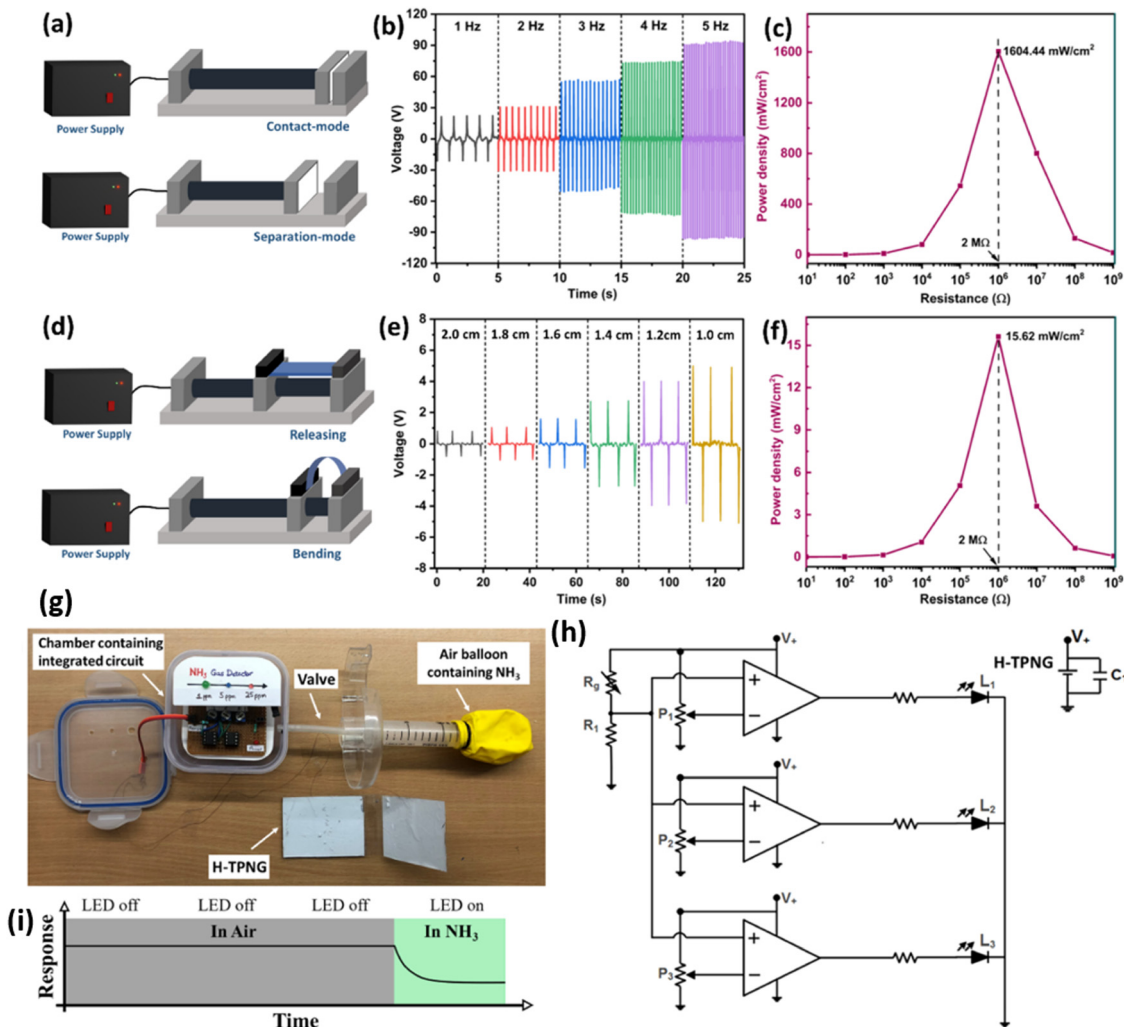 (a)
Power Supply
Contact-mode
Power Supply
Separation-mode
(b)
1 Hz 2 Hz 3 Hz 4 Hz 5 Hz
Voltage (V)
120
90
60
30
0
-30
-60
-90
-120
0 5 10 15 20 25
Time (s)
(c)
1604.44 mW/cm²
Power density (mW/cm²)
1600
1200
800
400
0
2 MΩ
10¹ 10² 10³ 10⁴ 10⁵ 10⁶ 10⁷ 10⁸ 10⁹
Resistance (Ω)
(d)
Power Supply
Releasing
Power Supply
Bending
(e)
2.0 cm 1.8 cm 1.6 cm 1.4 cm 1.2cm 1.0 cm
Voltage (V)
8
6
4
2
0
-2
-4
-6
-8
0 20 40 60 80 100 120
Time (s)
(f)
15.62 mW/cm²
Power density (mW/cm²)
15
12
9
6
3
0
2 MΩ
10¹ 10² 10³ 10⁴ 10⁵ 10⁶ 10⁷ 10⁸ 10⁹
Resistance (Ω)
(g)
Chamber containing
integrated circuit
Valve
Air balloon
containing NH₃
NH₃ Gas Detector
1 ppm 5 ppm 25 ppm
H-TPNG
(h)
V₊
H-TPNG
V₊
R_g
R₁
P₁
L₁
V₊
P₂
L₂
V₊
P₃
L₃
(i)
LED off LED off LED off LED on
In Air In NH₃
Response
Time